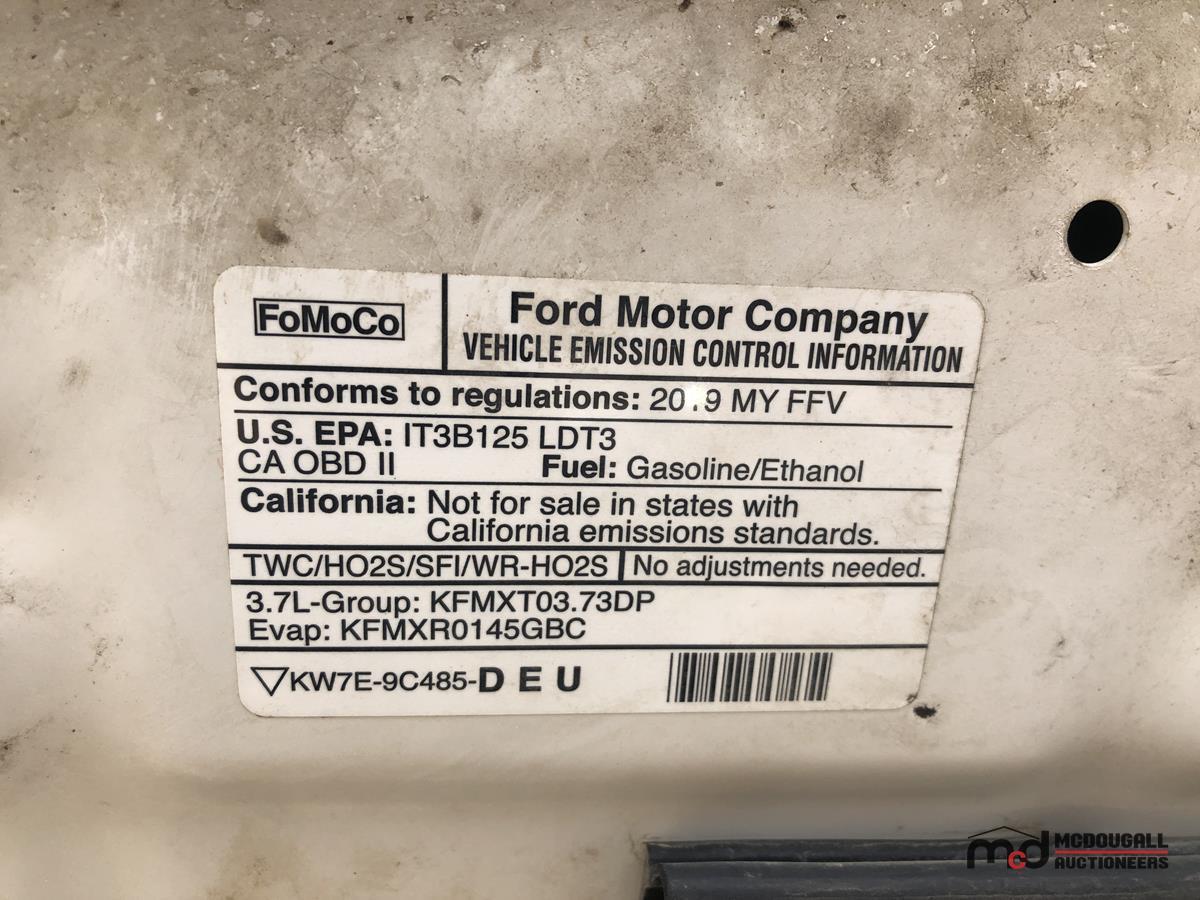 FoMoCo
Ford Motor Company
VEHICLE EMISSION CONTROL INFORMATION
Conforms to regulations: 2019 MY FFV
U.S. EPA: IT3B125 LDT3
CA OBD II Fuel: Gasoline/Ethanol
California: Not for sale in states with
California emissions standards.
TWC/HO2S/SFI/WR-HO2S No adjustments needed.
3.7L-Group: KFMXT03.73DP
Evap: KFMXR0145GBC
KW7E-9C485-D E U
mcd MCDOUGALL
AUCTIONEERS